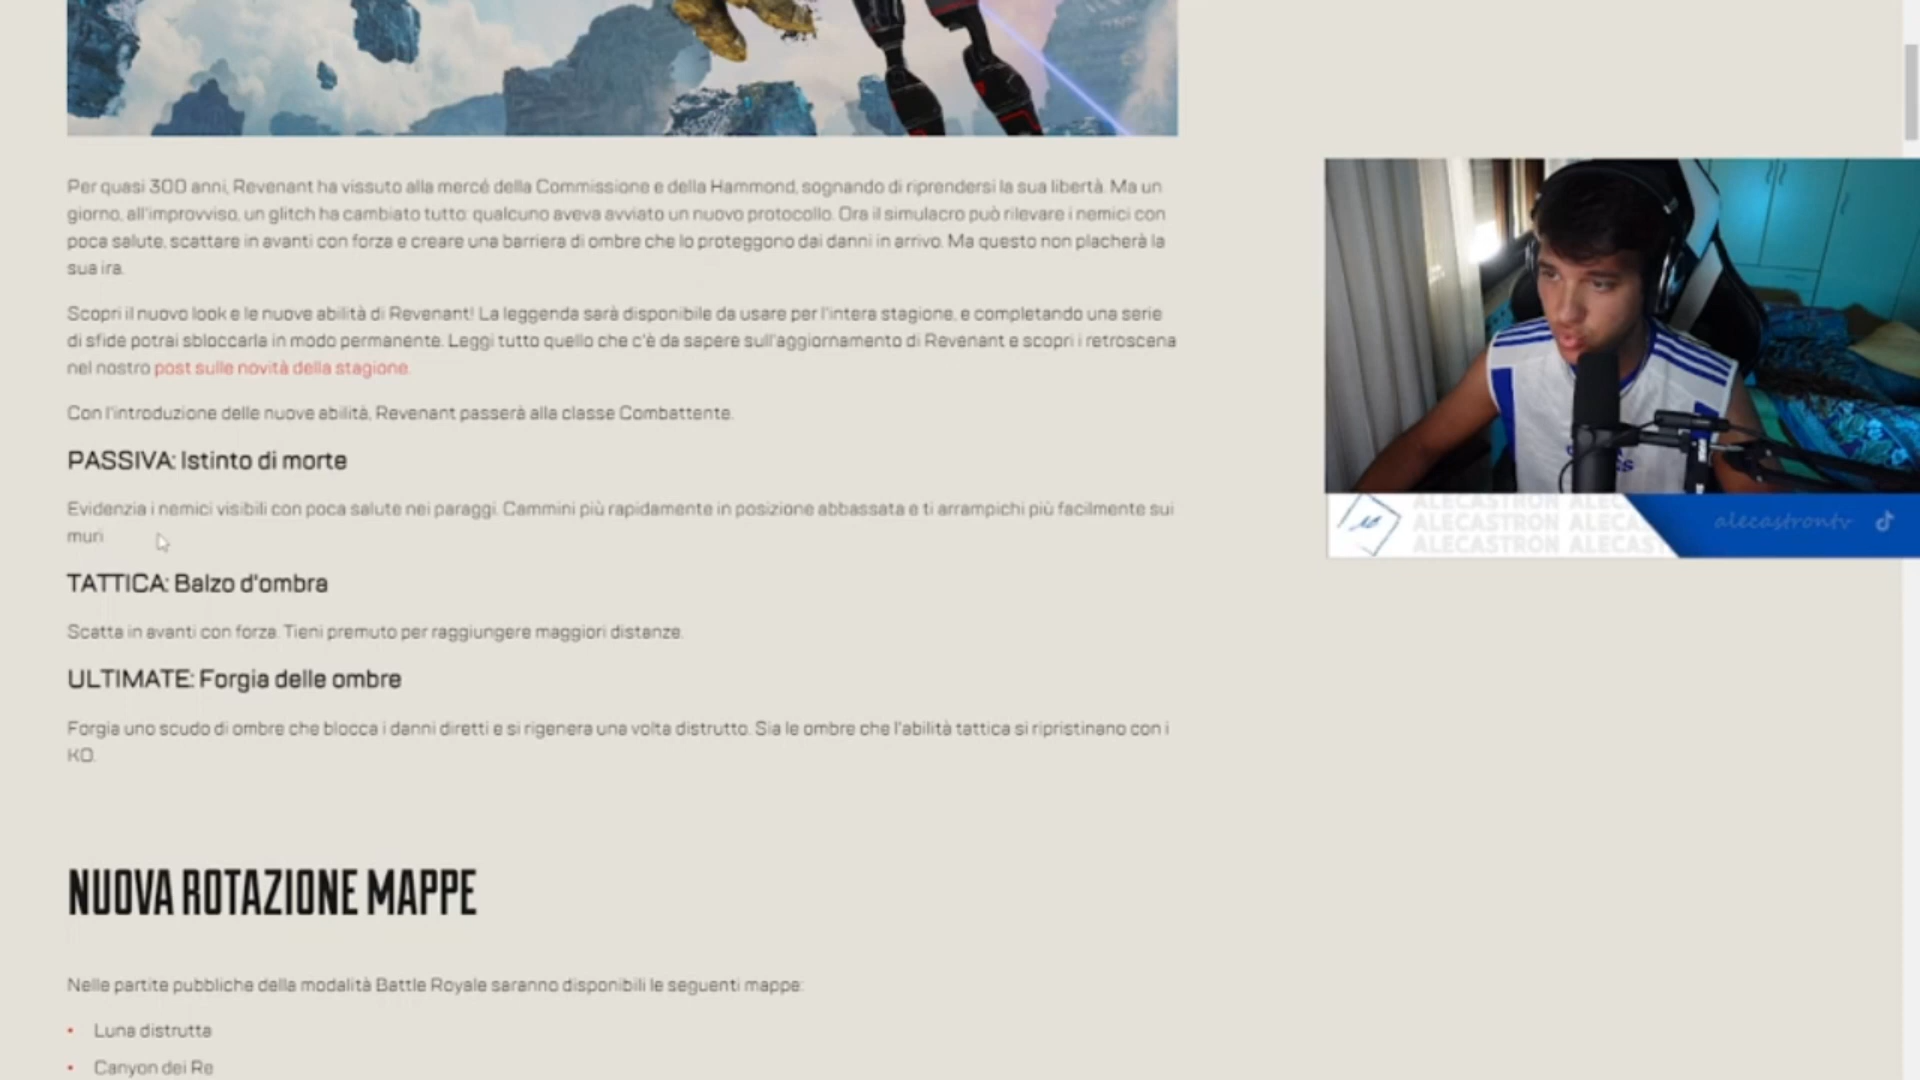 Per quasi 300 anni, Revenant ha vissuto alla mercé della Commissione e della Hammond, sognando di riprendersi la sua libertà. Ma un
giorno, all'improvviso, un glitch ha cambiato tutto: qualcuno aveva avviato un nuovo protocollo. Ora il simulacro può rilevare i nemici con
poca salute, scattare in avanti con forza e creare una barriera di ombre che lo proteggono dai danni in arrivo. Ma questo non placherà la
sua ira.
Scopri il nuovo look e le nuove abilità di Revenant! La leggenda sarà disponibile da usare per l'intera stagione, e completando una serie
di sfide potrai sbloccarla in modo permanente. Leggi tutto quello che c'è da sapere sull'aggiornamento di Revenant e scopri i retroscena
nel nostro post sulle novità della stagione.
Con l'introduzione delle nuove abilità, Revenant passerà alla classe Combattente.
PASSIVA: Istinto di morte
Evidenzia i nemici visibili con poca salute nei paraggi. Cammini più rapidamente in posizione abbassata e ti arrampichi più facilmente sui
muri
TATTICA: Balzo d'ombra
Scatta in avanti con forza. Tieni premuto per raggiungere maggiori distanze.
ULTIMATE: Forgia delle ombre
Forgia uno scudo di ombre che blocca i danni diretti e si rigenera una volta distrutto. Sia le ombre che l'abilità tattica si ripristinano con i
KO.
NUOVA ROTAZIONE MAPPE
Nelle partite pubbliche della modalità Battle Royale saranno disponibili le seguenti mappe:
• Luna distrutta
• Canyon dei Re
ALECASTRON ALEC
ALECASTRON ALECAS
ALECASTRON ALECAST
alecastrontv